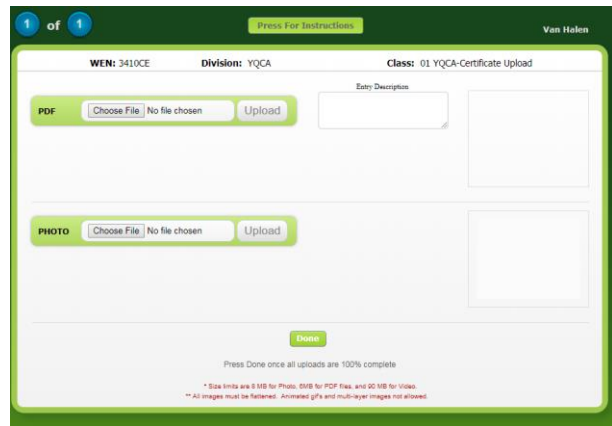 1 of 1
Press For Instructions
Van Halen
WEN: 3410CE Division: YQCA Class: 01 YQCA-Certificate Upload
Entry Description
PDF Choose File No file chosen Upload
PHOTO Choose File No file chosen Upload
Done
Press Done once all uploads are 100% complete
* Size limits are 8 MB for Photo, 6MB for PDF files, and 90 MB for Video.
** All images must be flattened. Animated gif's and multi-layer images not allowed.